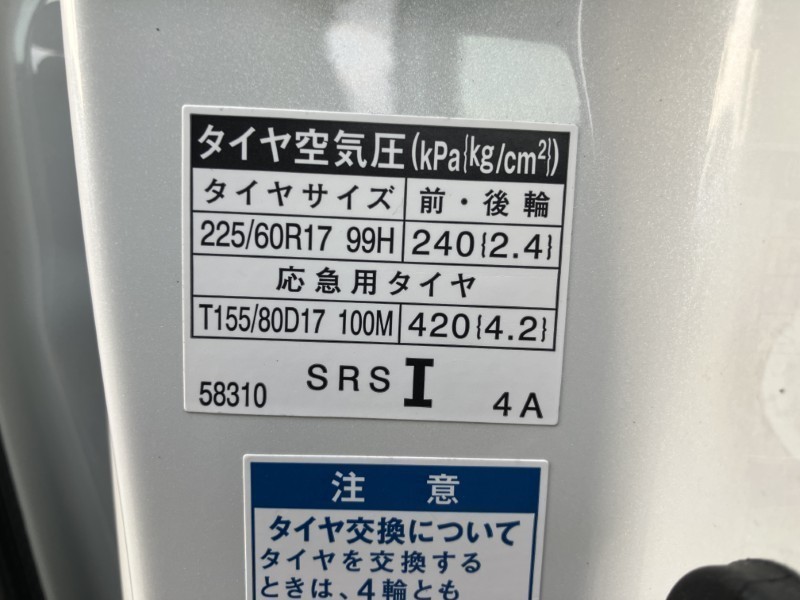 タイヤ空気圧(kPa{kg/cm²})
タイヤサイズ 前・後輪
225/60R17 99H 240{2.4}
応急用タイヤ
T155/80D17 100M 420{4.2}
58310 SRS I 4A
注意
タイヤ交換について
タイヤを交換する
ときは、4輪とも